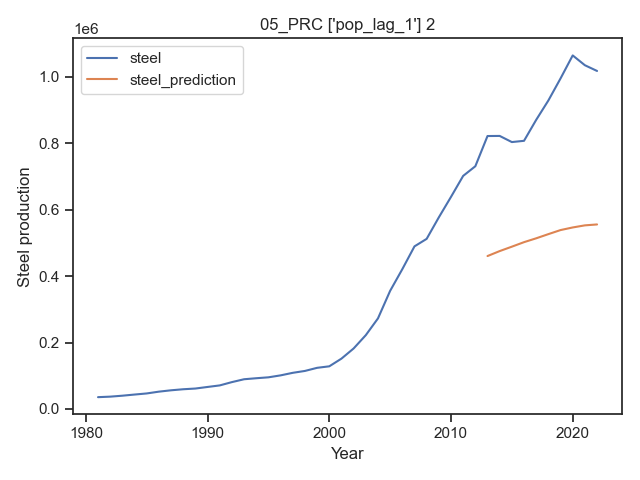 05_PRC ['pop_lag_1'] 2
1e6
steel
steel_prediction
1.0
0.8
0.6
0.4
0.2
0.0
Steel production
1980
1990
2000
2010
2020
Year